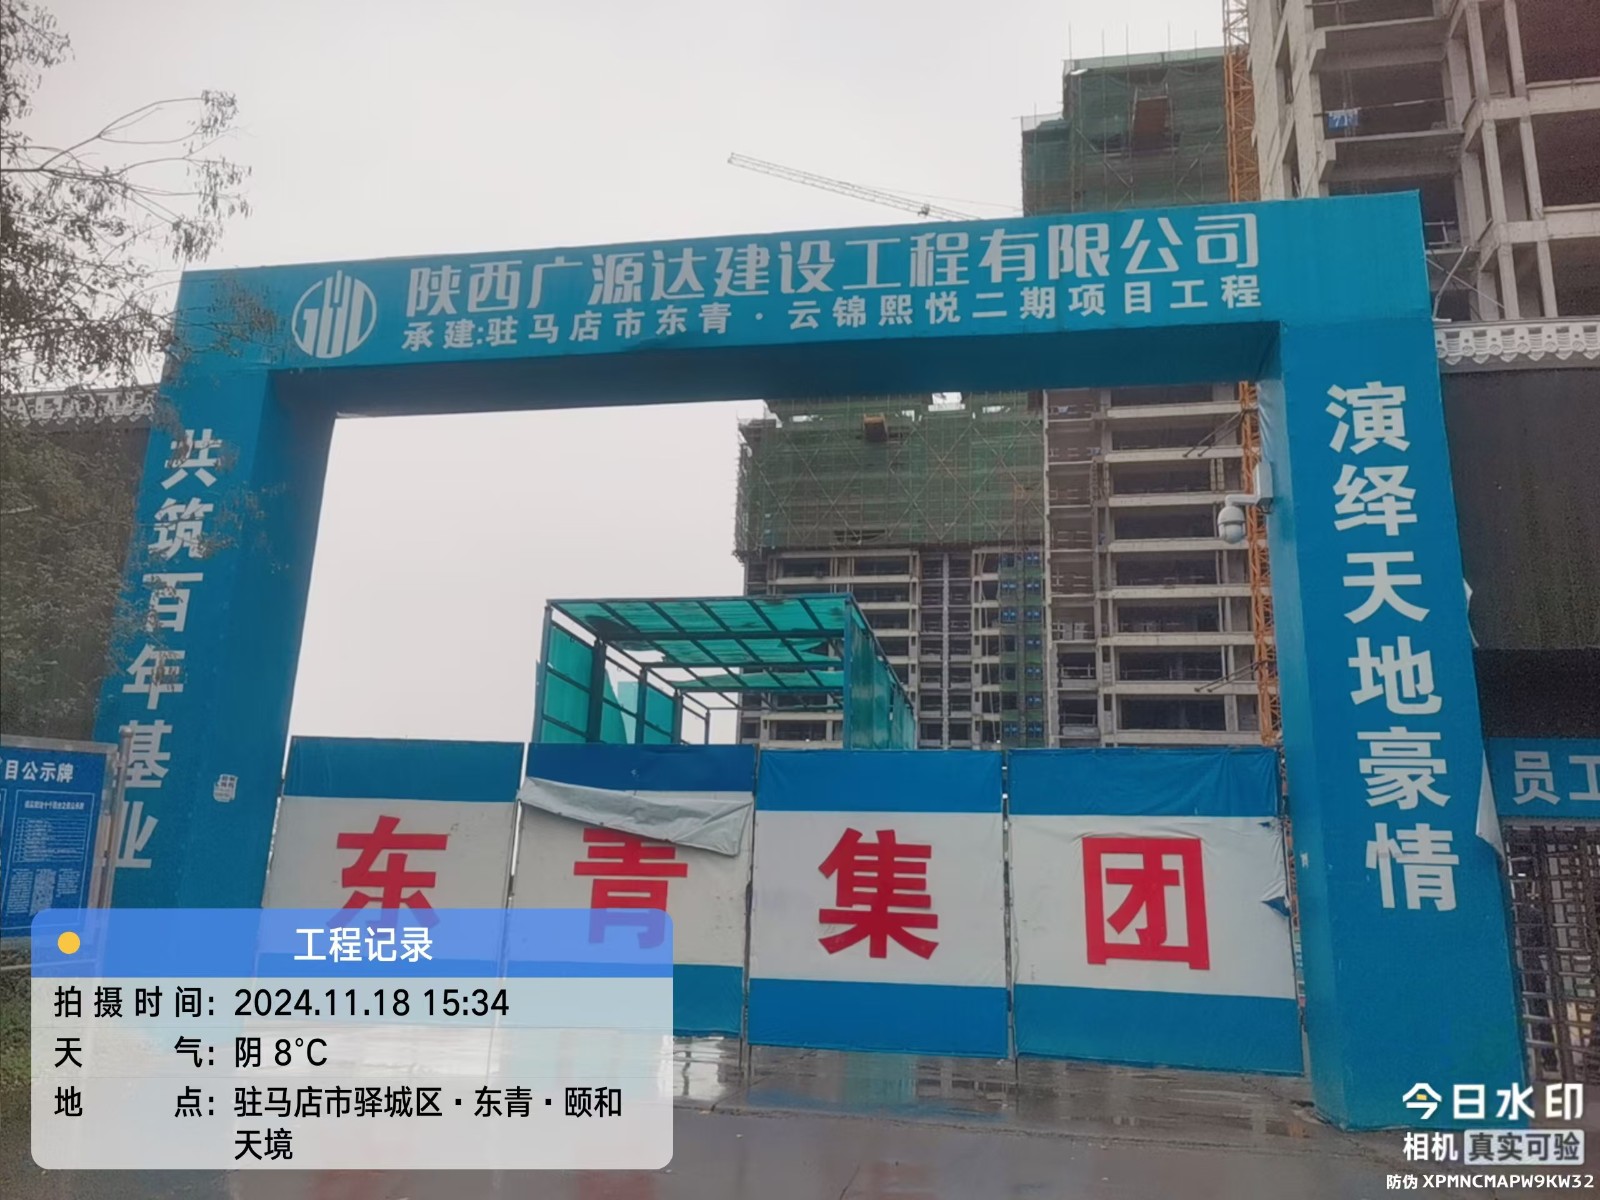 陕西广源达建设工程有限公司
承建:驻马店市东青·云锦熙悦二期项目工程
共筑百年基业
演绎天地豪情
目公示牌
员工
东青集团
工程记录
拍摄时间: 2024.11.18 15:34
天气: 阴 8°C
地点: 驻马店市驿城区·东青·颐和
天境
今日水印
相机 真实可验
防伪 XPMNCMAPW9KW32